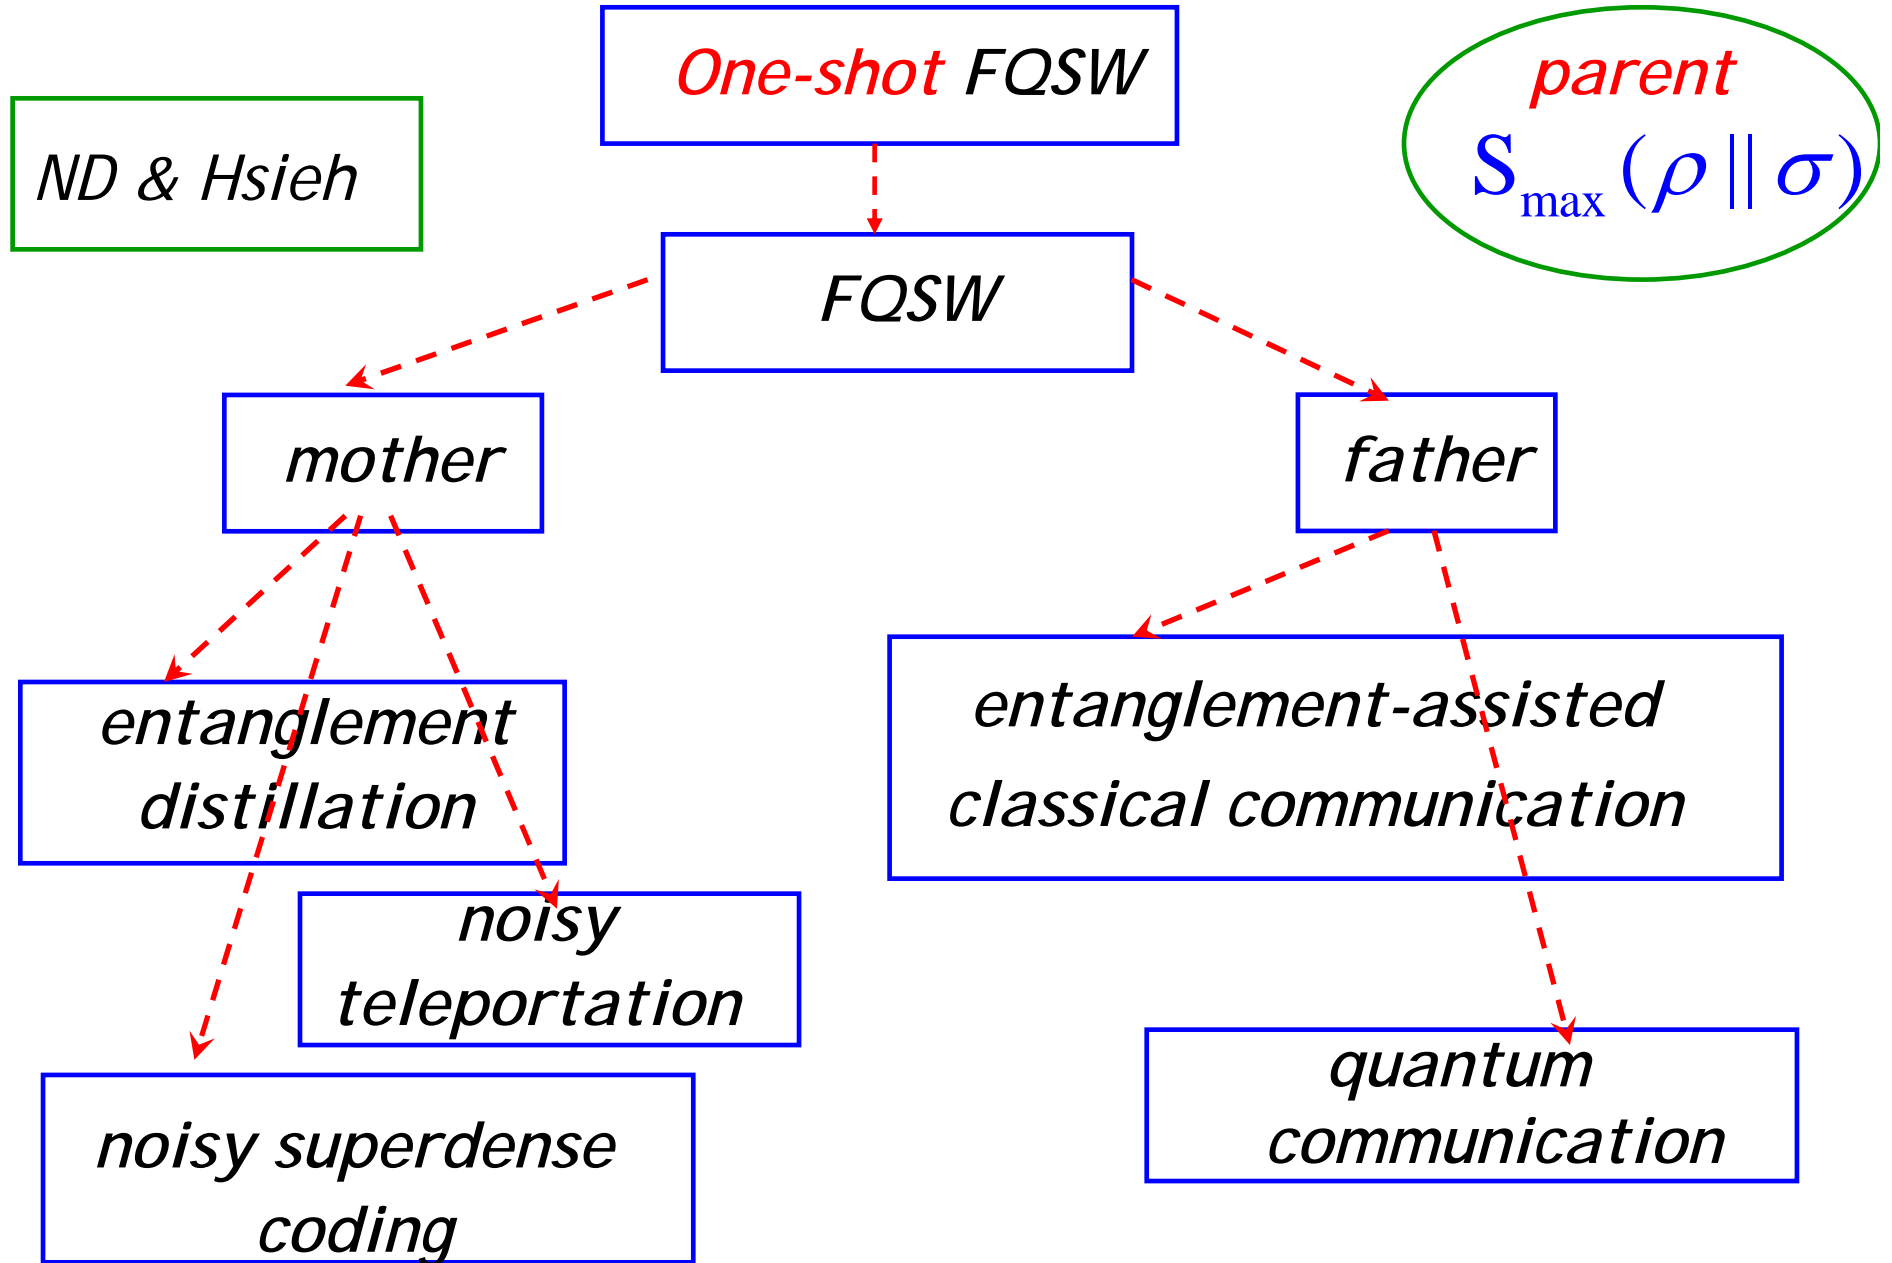 One-shot FQSW
parent
S_max (ρ || σ)
ND & Hsieh
FQSW
mother
father
entanglement
distillation
entanglement-assisted
classical communication
noisy
teleportation
quantum
communication
noisy superdense
coding